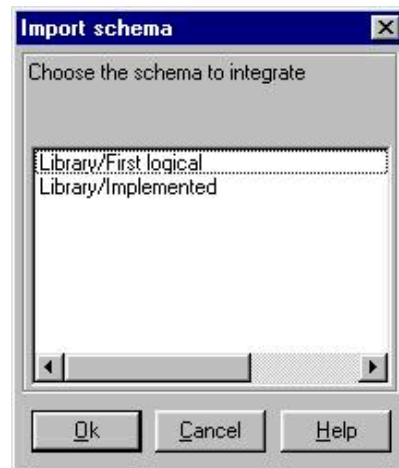 Import schema
Choose the schema to integrate
Library/First logical
Library/Implemented
Ok Cancel Help